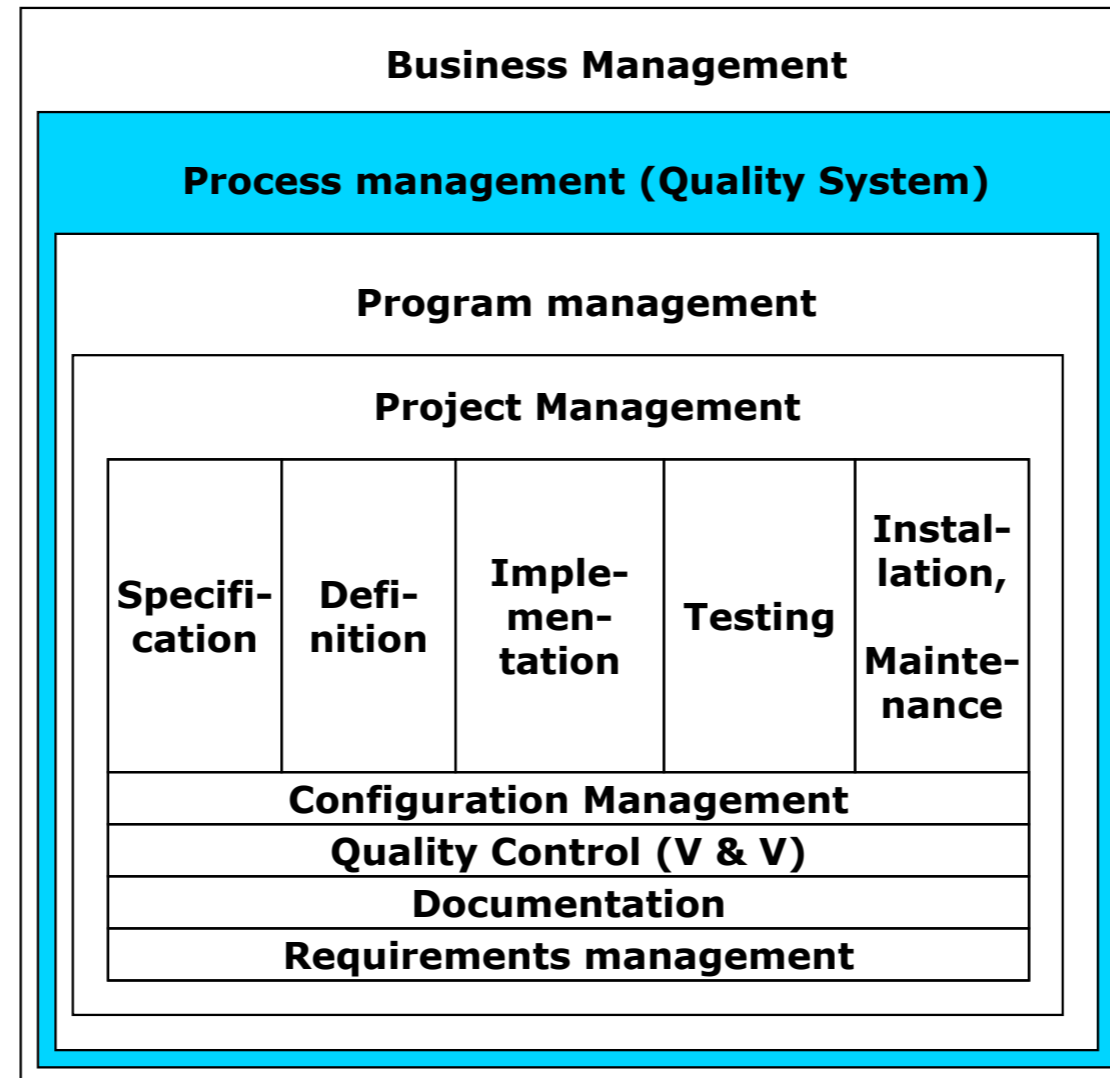 Business Management
Process management (Quality System)
Program management
Project Management
Specifi-
cation
Defi-
nition
Imple-
men-
tation
Testing
Instal-
lation,
Mainte-
nance
Configuration Management
Quality Control (V & V)
Documentation
Requirements management